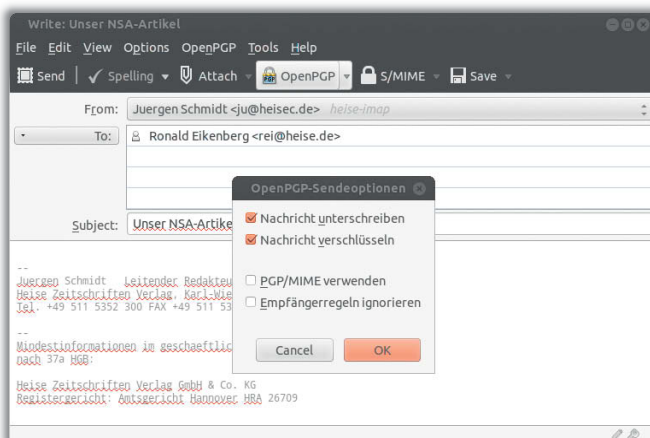 Write: Unser NSA-Artikel
File Edit View Options OpenPGP Tools Help
Send Spelling Attach OpenPGP S/MIME Save
From: Juergen Schmidt <ju@heisec.de> heise-imap
To: Ronald Eikenberg <rei@heise.de>
OpenPGP-Sendeoptionen
Subject: Unser NSA-Artike
Nachricht unterschreiben
Nachricht verschlüsseln
PGP/MIME verwenden
Empfängerregeln ignorieren
Cancel OK
--
Juergen Schmidt Leitender Redakteu
Heise Zeitschriften Verlag, Karl-Wie
Tel. +49 511 5352 300 FAX +49 511 53
--
Mindestinformationen im geschaeftlic
nach 37a HGB:
Heise Zeitschriften Verlag GmbH & Co. KG
Registergericht: Amtsgericht Hannover HRA 26709